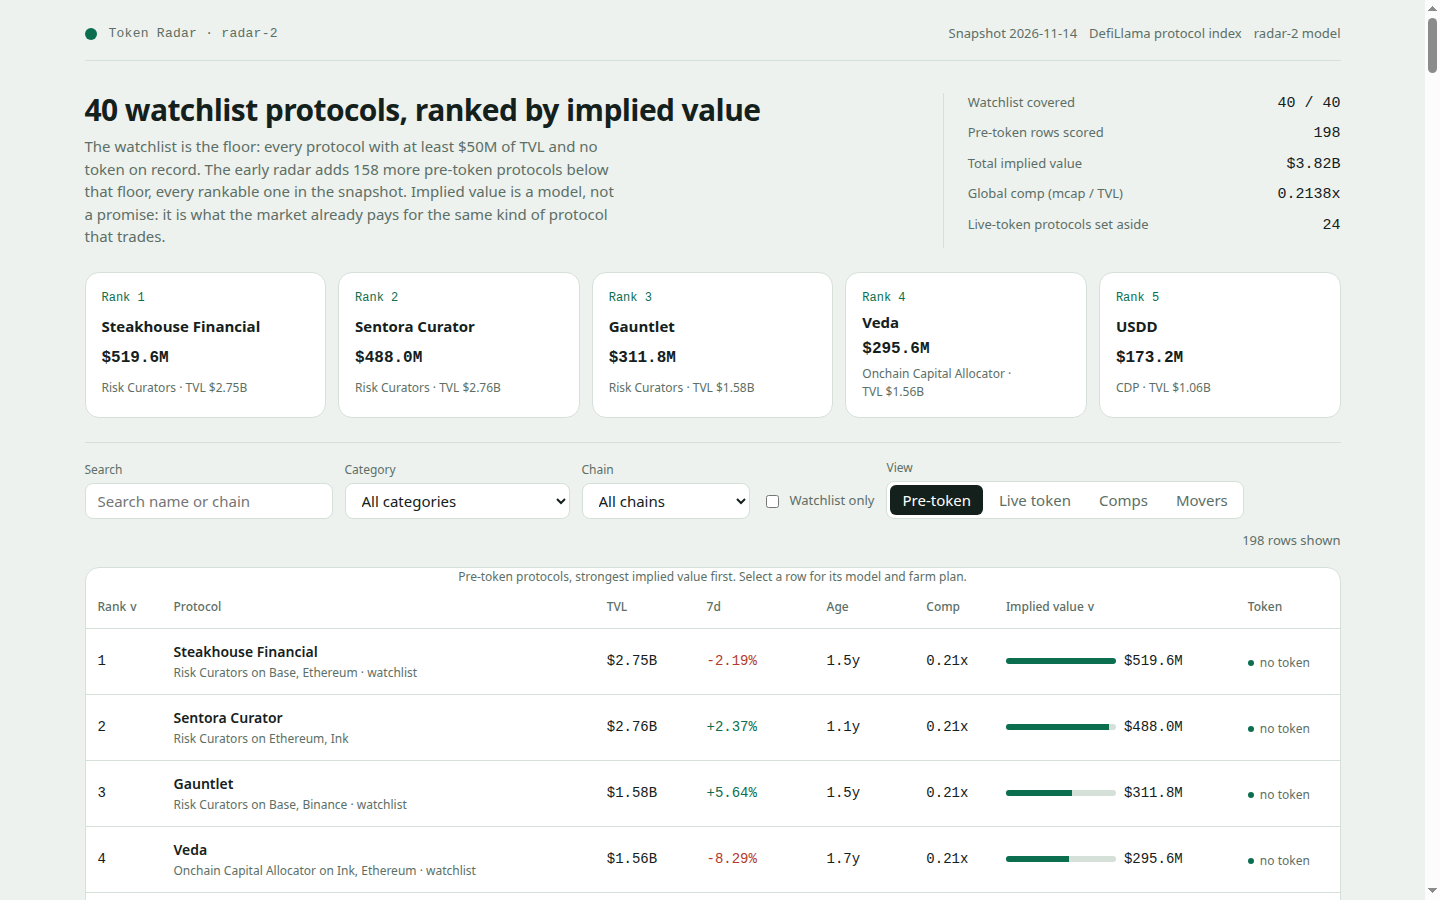 Token Radar · radar-2
Snapshot 2026-11-14 DefiLlama protocol index radar-2 model
40 watchlist protocols, ranked by implied value
The watchlist is the floor: every protocol with at least $50M of TVL and no
token on record. The early radar adds 158 more pre-token protocols below
that floor, every rankable one in the snapshot. Implied value is a model, not
a promise: it is what the market already pays for the same kind of protocol
that trades.
Watchlist covered 40 / 40
Pre-token rows scored 198
Total implied value $3.82B
Global comp (mcap / TVL) 0.2138x
Live-token protocols set aside 24
Rank 1
Steakhouse Financial
$519.6M
Risk Curators · TVL $2.75B
Rank 2
Sentora Curator
$488.0M
Risk Curators · TVL $2.76B
Rank 3
Gauntlet
$311.8M
Risk Curators · TVL $1.58B
Rank 4
Veda
$295.6M
Onchain Capital Allocator ·
TVL $1.56B
Rank 5
USDD
$173.2M
CDP · TVL $1.06B
Search
Search name or chain
Category
All categories
Chain
All chains
Watchlist only
View
Pre-token Live token Comps Movers
198 rows shown
Pre-token protocols, strongest implied value first. Select a row for its model and farm plan.
Rank v Protocol TVL 7d Age Comp Implied value v Token
1 Steakhouse Financial $2.75B -2.19% 1.5y 0.21x $519.6M no token
Risk Curators on Base, Ethereum · watchlist
2 Sentora Curator $2.76B +2.37% 1.1y 0.21x $488.0M no token
Risk Curators on Ethereum, Ink
3 Gauntlet $1.58B +5.64% 1.5y 0.21x $311.8M no token
Risk Curators on Base, Binance · watchlist
4 Veda $1.56B -8.29% 1.7y 0.21x $295.6M no token
Onchain Capital Allocator on Ink, Ethereum · watchlist